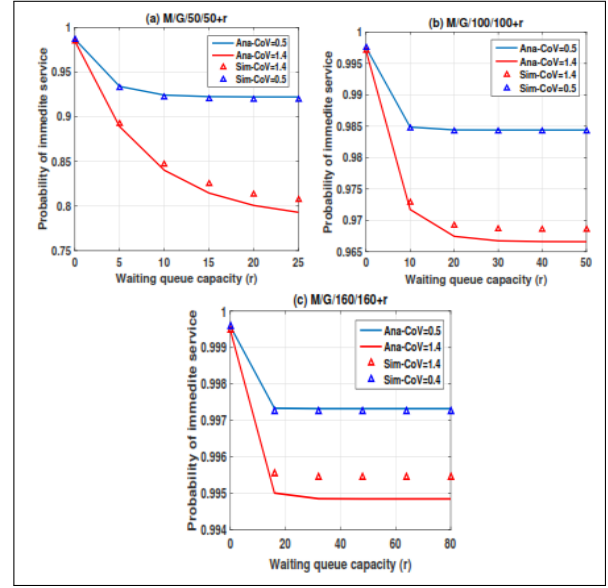 (a) M/G/50/50+r
Probability of immedite service
1
0.95
0.9
0.85
0.8
0.75
0
5
10
15
20
25
Waiting queue capacity (r)
Ana-CoV=0.5
Ana-CoV=1.4
Sim-CoV=1.4
Sim-CoV=0.5
(b) M/G/100/100+r
Probability of immedite service
1
0.995
0.99
0.985
0.98
0.975
0.97
0.965
0
10
20
30
40
50
Waiting queue capacity (r)
Ana-CoV=0.5
Ana-CoV=1.4
Sim-CoV=1.4
Sim-CoV=0.5
(c) M/G/160/160+r
Probability of immedite service
1
0.999
0.998
0.997
0.996
0.995
0.994
0
20
40
60
80
Waiting queue capacity (r)
Ana-CoV=0.5
Ana-CoV=1.4
Sim-CoV=1.4
Sim-CoV=0.4